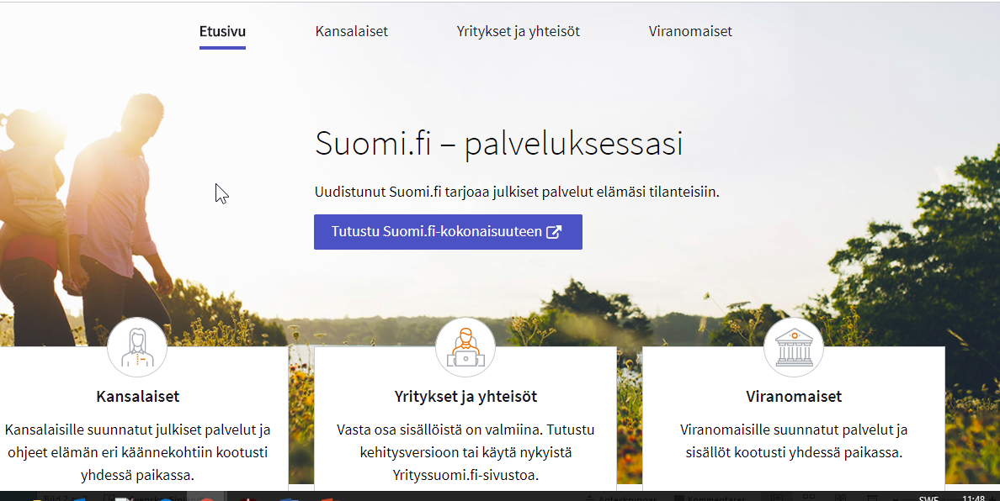 Etusivu Kansalaiset Yritykset ja yhteisöt Viranomaiset
Suomi.fi – palveluksessasi
Uudistunut Suomi.fi tarjoaa julkiset palvelut elämäsi tilanteisiin.
Tutustu Suomi.fi-kokonaisuuteen
Kansalaiset
Kansalaisille suunnatut julkiset palvelut ja
ohjeet elämän eri käännekohtiin kootusti
yhdessä paikassa.
Yritykset ja yhteisöt
Vasta osa sisällöistä on valmiina. Tutustu
kehitysversioon tai käytä nykyistä
Yrityssuomi.fi-sivustoa.
Viranomaiset
Viranomaisille suunnatut palvelut ja
sisällöt kootusti yhdessä paikassa.
SWE 11:48